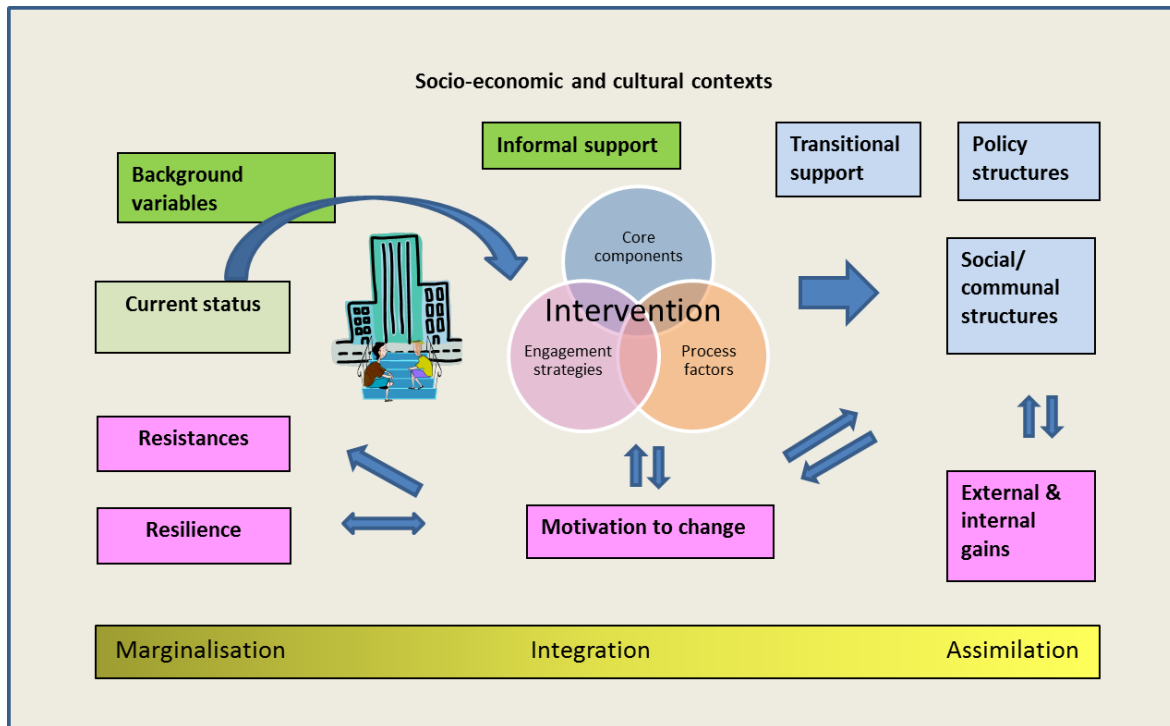 Socio-economic and cultural contexts
Informal support
Transitional
support
Policy
structures
Background
variables
Core
components
Current status
Social/
communal
structures
Intervention
Engagement
strategies
Process
factors
Resistances
Resilience
Motivation to change
External &
internal
gains
Marginalisation
Integration
Assimilation